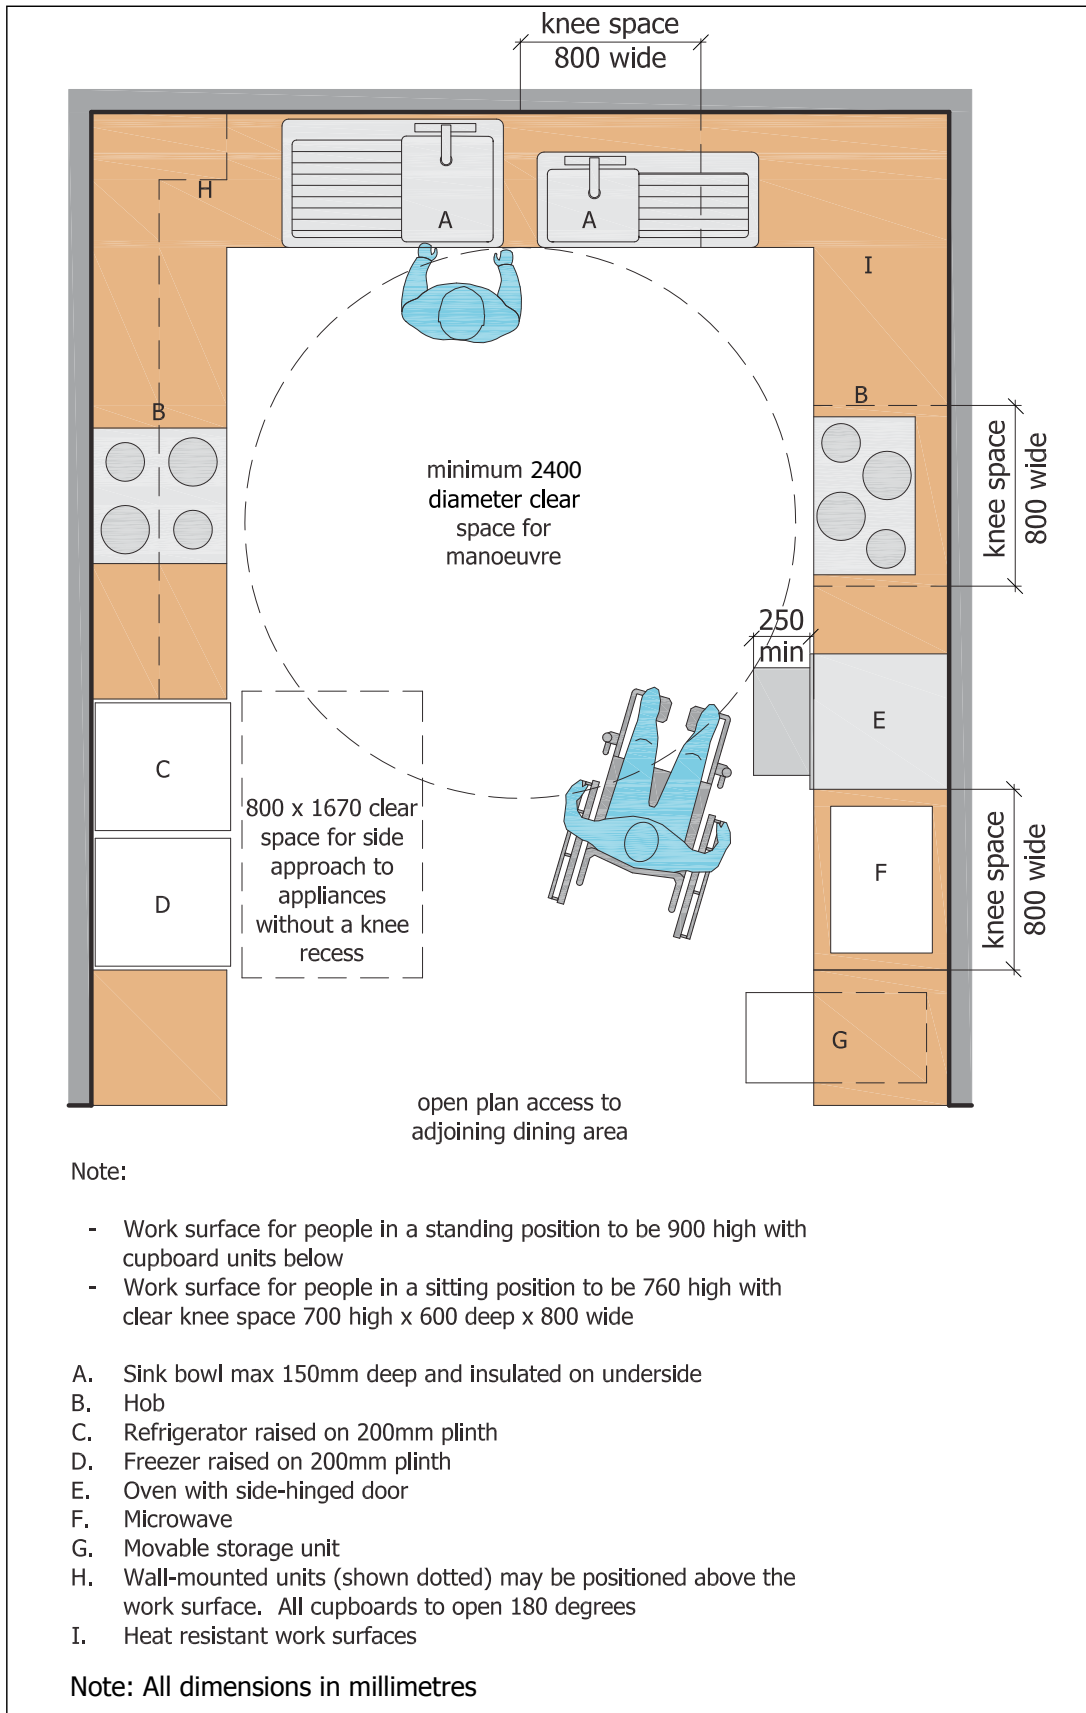 knee space
800 wide
H
A
A
I
B
B
knee space
800 wide
minimum 2400
diameter clear
space for
manoeuvre
250
min
C
E
800 x 1670 clear
space for side
approach to
appliances
without a knee
recess
D
F
knee space
800 wide
G
open plan access to
adjoining dining area
Note:
- Work surface for people in a standing position to be 900 high with
cupboard units below
- Work surface for people in a sitting position to be 760 high with
clear knee space 700 high x 600 deep x 800 wide
A. Sink bowl max 150mm deep and insulated on underside
B. Hob
C. Refrigerator raised on 200mm plinth
D. Freezer raised on 200mm plinth
E. Oven with side-hinged door
F. Microwave
G. Movable storage unit
H. Wall-mounted units (shown dotted) may be positioned above the
work surface. All cupboards to open 180 degrees
I. Heat resistant work surfaces
Note: All dimensions in millimetres